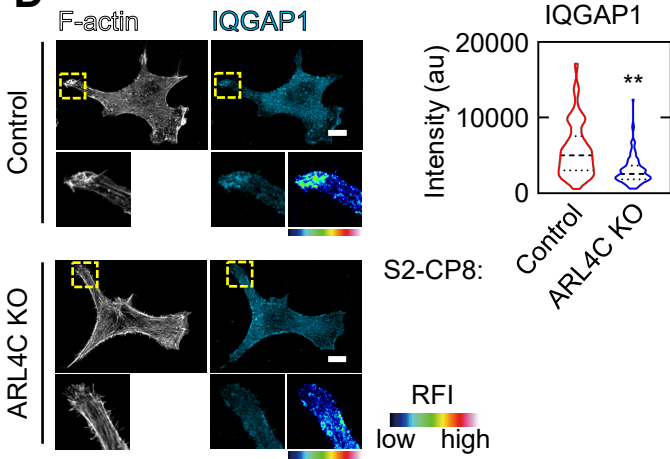 D
F-actin
IQGAP1
Control
ARL4C KO
IQGAP1
Intensity (au)
20000
10000
0
**
Control
ARL4C KO
S2-CP8:
RFI
low
high